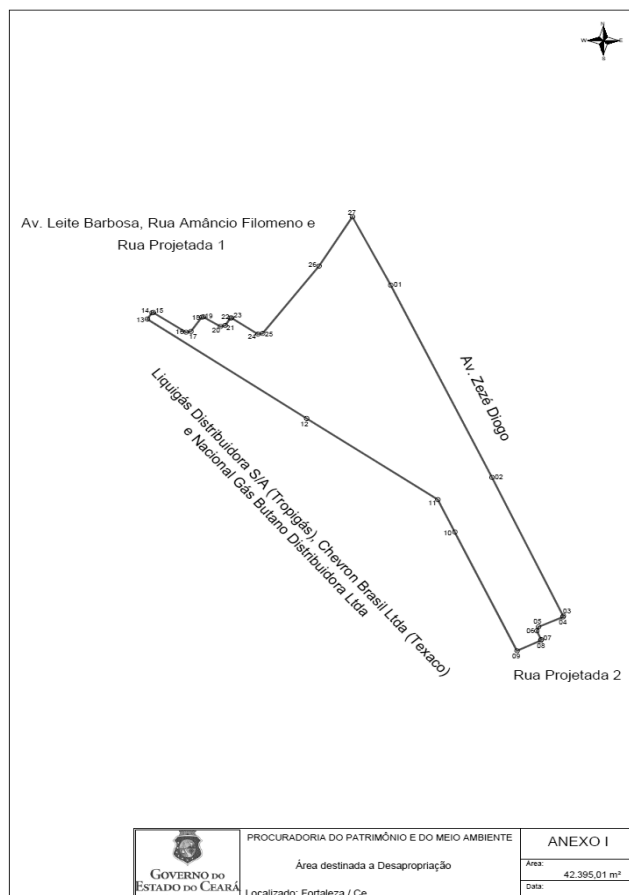 N
W
E
S
27
Av. Leite Barbosa, Rua Amâncio Filomeno e
Rua Projetada 1
26
01
14
15
13
18
19
22
23
16
17
20
21
24
25
Av. Zezé Diogo
12
Liquigás Distribuidora S/A (Tropigás), Chevron Brasil Ltda (Texaco)
e Nacional Gás Butano Distribuidora Ltda
02
11
10
03
04
05
06
07
08
09
Rua Projetada 2
PROCURADORIA DO PATRIMÔNIO E DO MEIO AMBIENTE
ANEXO I
Área destinada a Desapropriação
Área:
42.395,01 m²
GOVERNO DO
ESTADO DO CEARÁ
Localizado: Fortaleza / Ce
Data: